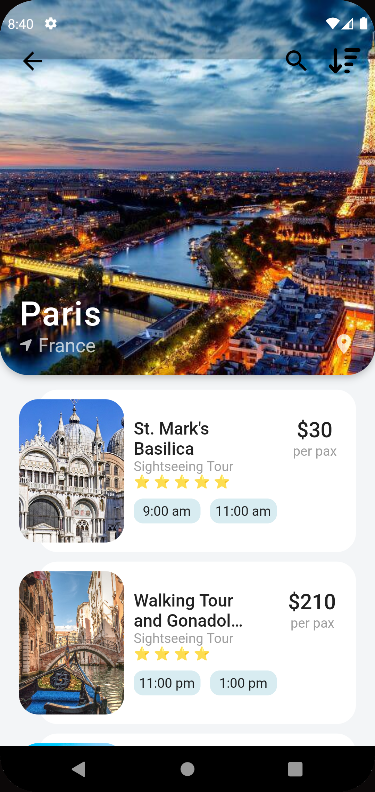 8:40
Paris
France
St. Mark's
Basilica
$30
per pax
Sightseeing Tour
9:00 am
11:00 am
Walking Tour
and Gonadol...
$210
per pax
Sightseeing Tour
11:00 pm
1:00 pm